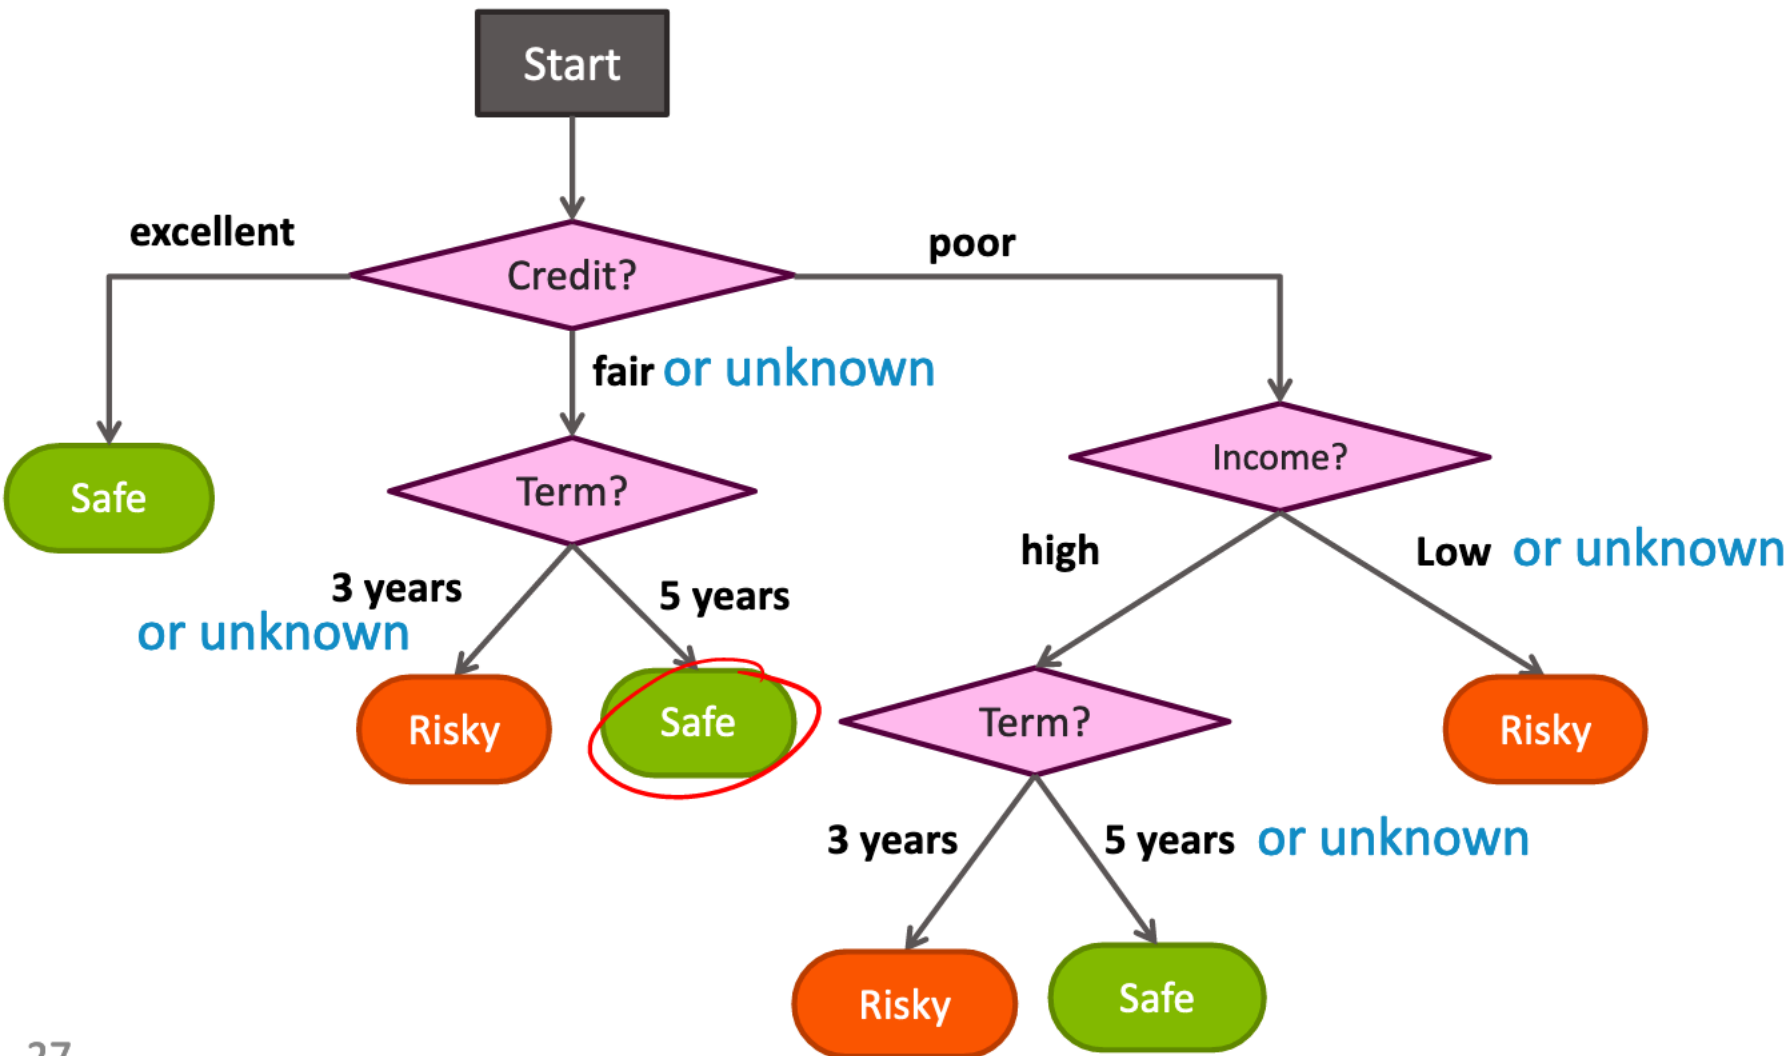 Start
excellent
poor
Credit?
fair or unknown
Income?
Safe
Term?
high
Low or unknown
3 years
or unknown
5 years
Risky
Safe
Term?
Risky
3 years
5 years or unknown
Risky
Safe
27